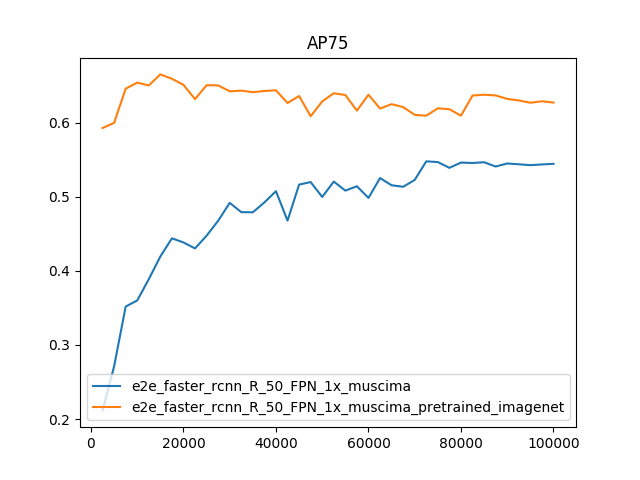 AP75
0.6
0.5
0.4
0.3
0.2
e2e_faster_rcnn_R_50_FPN_1x_muscima
e2e_faster_rcnn_R_50_FPN_1x_muscima_pretrained_imagenet
0 20000 40000 60000 80000 100000